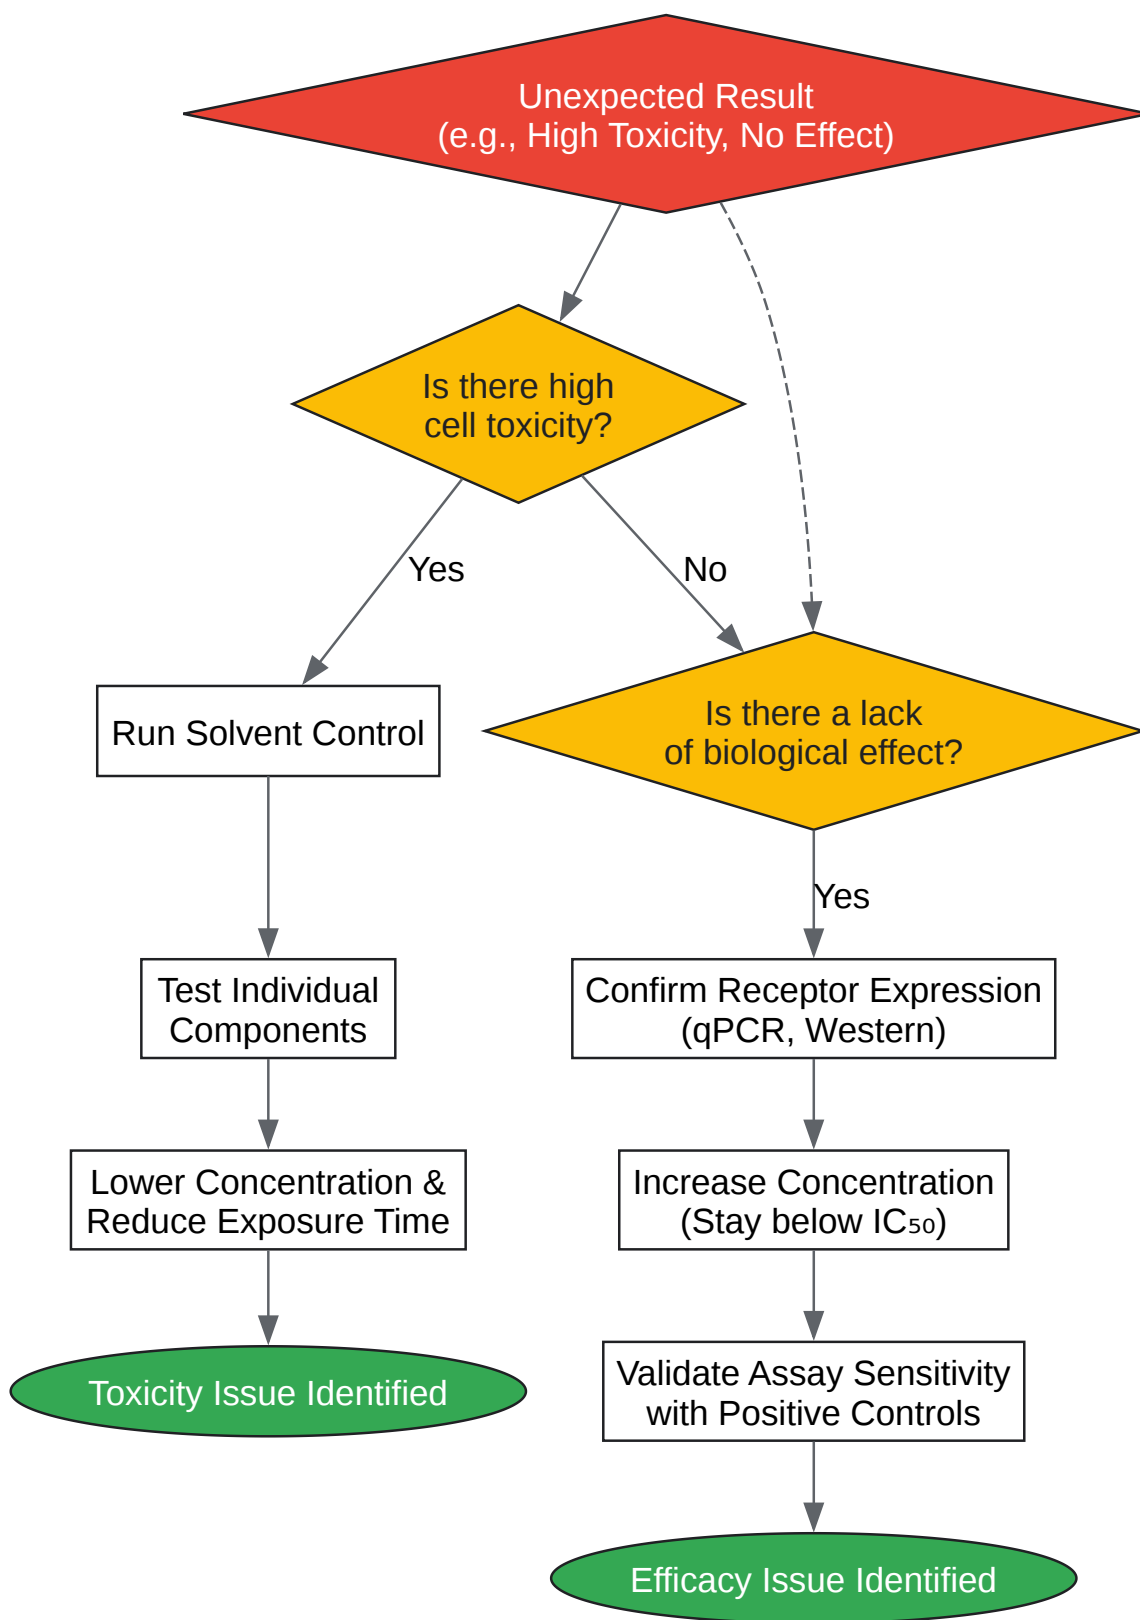 Unexpected Result
(e.g., High Toxicity, No Effect)
Is there high
cell toxicity?
Yes
No
Run Solvent Control
Is there a lack
of biological effect?
Yes
Test Individual
Components
Confirm Receptor Expression
(qPCR, Western)
Lower Concentration &
Reduce Exposure Time
Increase Concentration
(Stay below IC₅₀)
Toxicity Issue Identified
Validate Assay Sensitivity
with Positive Controls
Efficacy Issue Identified